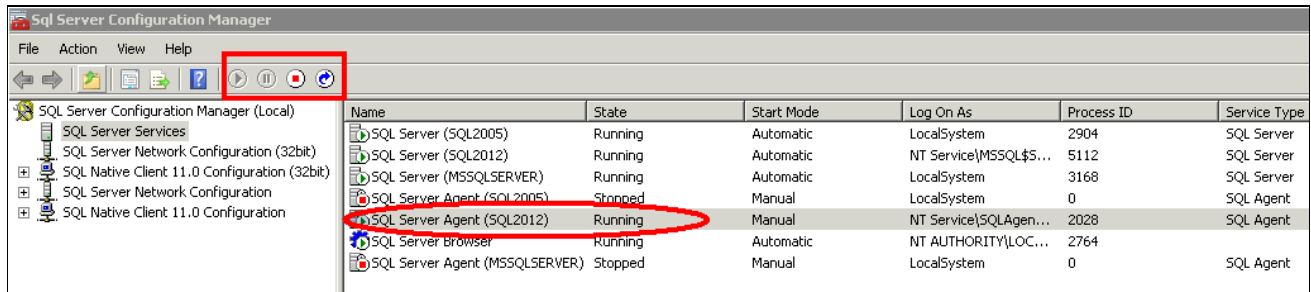 Sql Server Configuration Manager
File Action View Help
SQL Server Configuration Manager (Local)
SQL Server Services
SQL Server Network Configuration (32bit)
SQL Native Client 11.0 Configuration (32bit)
SQL Server Network Configuration
SQL Native Client 11.0 Configuration
Name State Start Mode Log On As Process ID Service Type
SQL Server (SQL2005) Running Automatic LocalSystem 2904 SQL Server
SQL Server (SQL2012) Running Automatic NT Service\MSSQL$S... 5112 SQL Server
SQL Server (MSSQLSERVER) Running Automatic LocalSystem 3168 SQL Server
SQL Server Agent (SQL2005) Stopped Manual LocalSystem 0 SQL Agent
SQL Server Agent (SQL2012) Running Manual NT Service\SQLAgen... 2028 SQL Agent
SQL Server Browser Running Automatic NT AUTHORITY\LOC... 2764
SQL Server Agent (MSSQLSERVER) Stopped Manual LocalSystem 0 SQL Agent